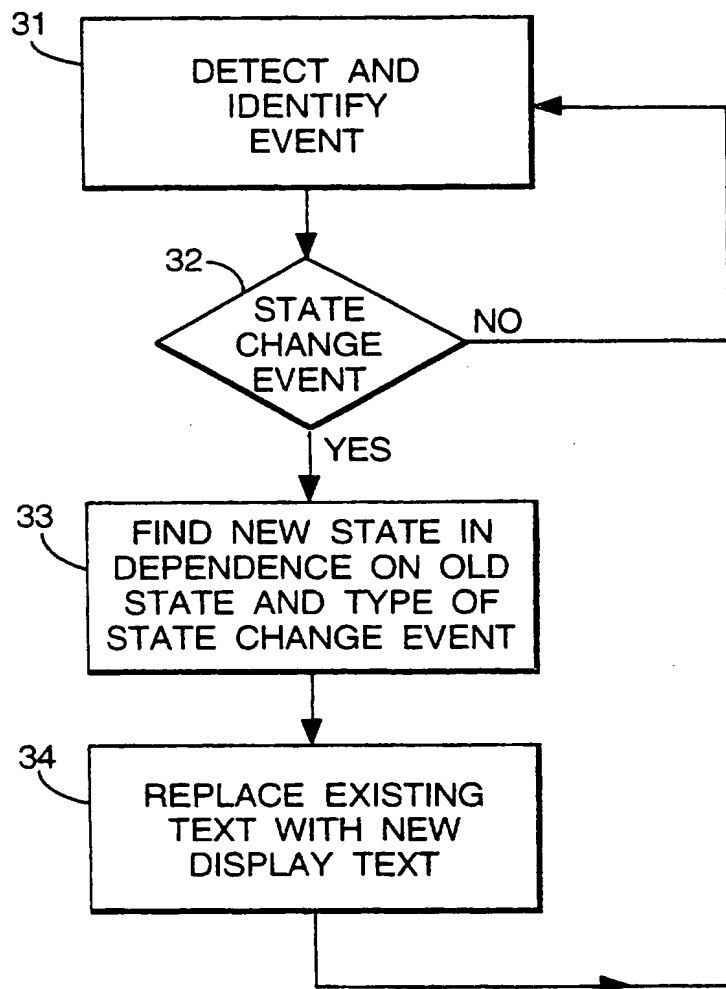 31
DETECT AND
IDENTIFY
EVENT
32
STATE
CHANGE
EVENT
NO
YES
33
FIND NEW STATE IN
DEPENDENCE ON OLD
STATE AND TYPE OF
STATE CHANGE EVENT
34
REPLACE EXISTING
TEXT WITH NEW
DISPLAY TEXT